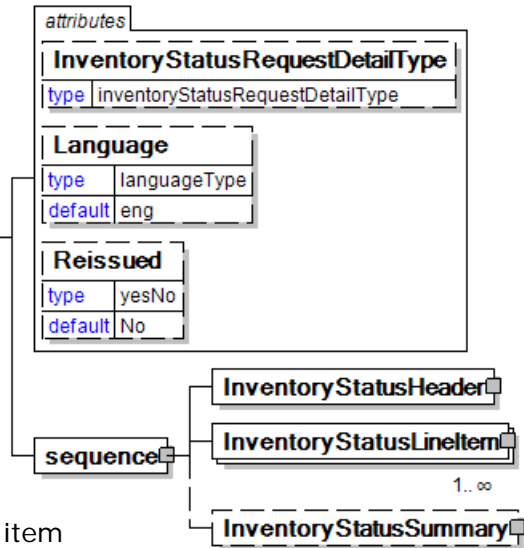 attributes
InventoryStatusRequestDetailType
type inventoryStatusRequestDetailType
Language
type languageType
default eng
Reissued
type yesNo
default No
InventoryStatusHeader
InventoryStatusLineItem
1..∞
sequence
InventoryStatusSummary
item